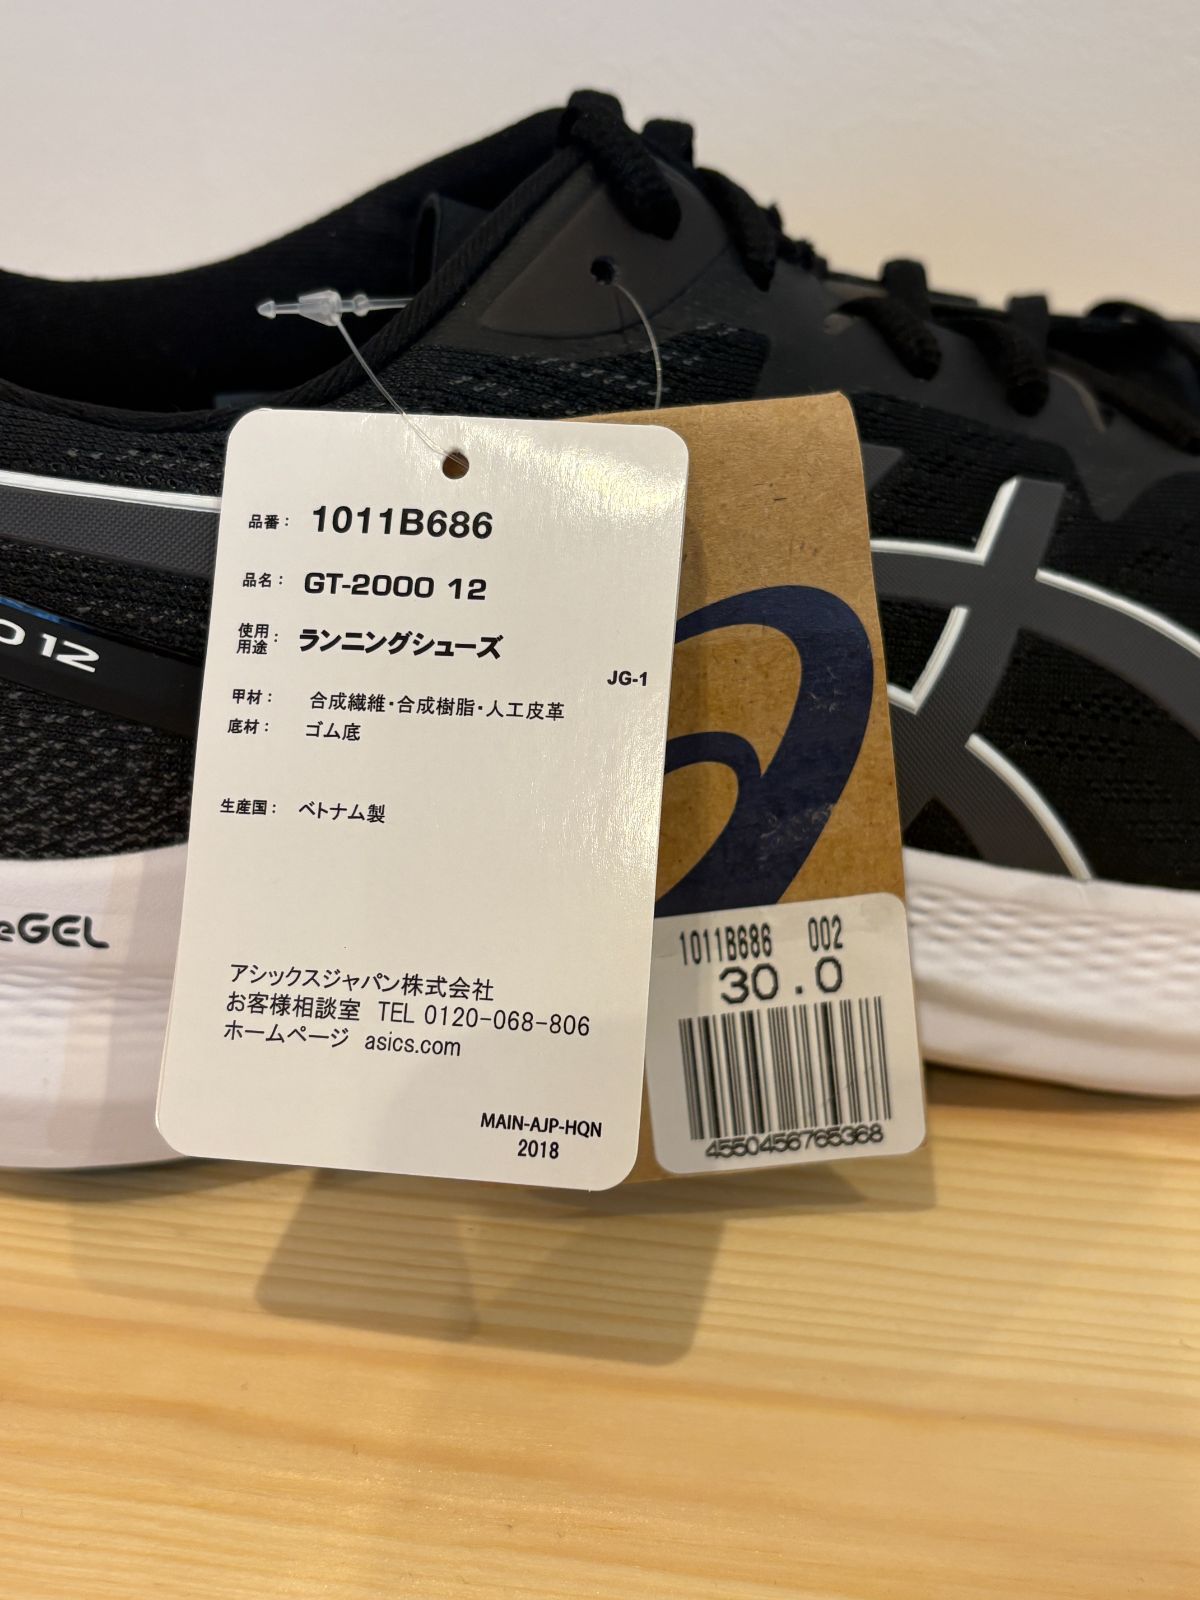 品番： 1011B686
品名： GT-2000 12
使用用途： ランニングシューズ
JG-1
甲材： 合成繊維・合成樹脂・人工皮革
底材： ゴム底
生産国： ベトナム製
アシックスジャパン株式会社
お客様相談室 TEL 0120-068-806
ホームページ asics.com
MAIN-AJP-HQN
2018
1011B686 002
30.0
4550456765368
0 12
eGEL